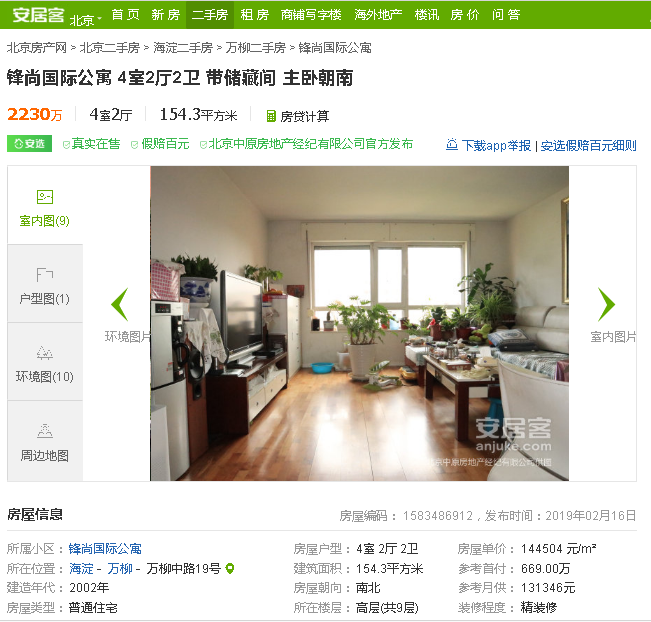 安居客 北京 首页 新房 二手房 租房 商铺写字楼 海外地产 楼讯 房价 问答
北京房产网 > 北京二手房 > 海淀二手房 > 万柳二手房 > 锋尚国际公寓
锋尚国际公寓 4室2厅2卫 带储藏间 主卧朝南
2230万 4室2厅 154.3平方米 房贷计算
安选 真实在售 假赔百元 北京中原房地产经纪有限公司官方发布 下载app举报 | 安选假赔百元细则
室内图(9)
户型图(1)
环境图(10)
周边地图
环境图片
室内图片
安居客
anjuke.com
京中原房地产经纪有限公司供图
房屋信息 房屋编码：1583486912，发布时间：2019年02月16日
所属小区：锋尚国际公寓 房屋户型：4室 2厅 2卫 房屋单价：144504 元/m²
所在位置：海淀 - 万柳 - 万柳中路19号 建筑面积：154.3平方米 参考首付：669.00万
建造年代：2002年 房屋朝向：南北 参考月供：131346元
房屋类型：普通住宅 所在楼层：高层(共9层) 装修程度：精装修